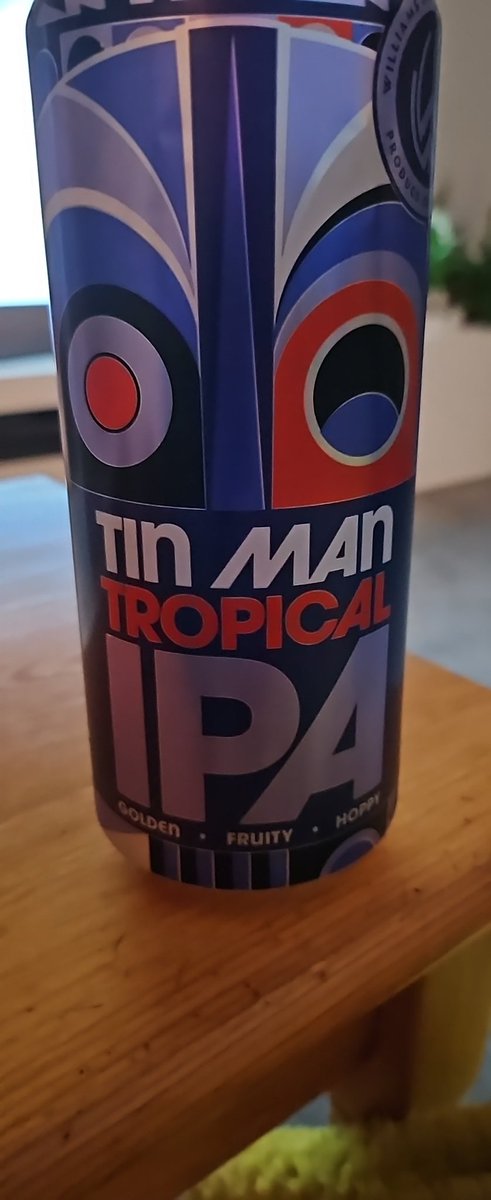 TIN MAN
TROPICAL
IPA
GOLDEN • FRUITY • HOPPY